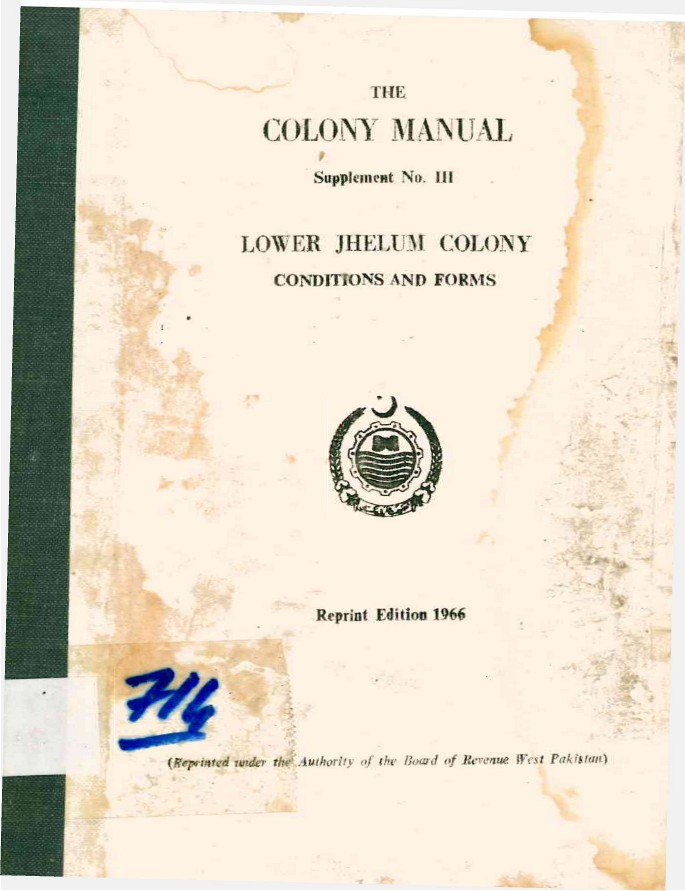 THE
COLONY MANUAL
Supplement No. III
LOWER JHELUM COLONY
CONDITIONS AND FORMS
Reprint Edition 1966
714
(Reprinted under the Authority of the Board of Revenue West Pakistan)